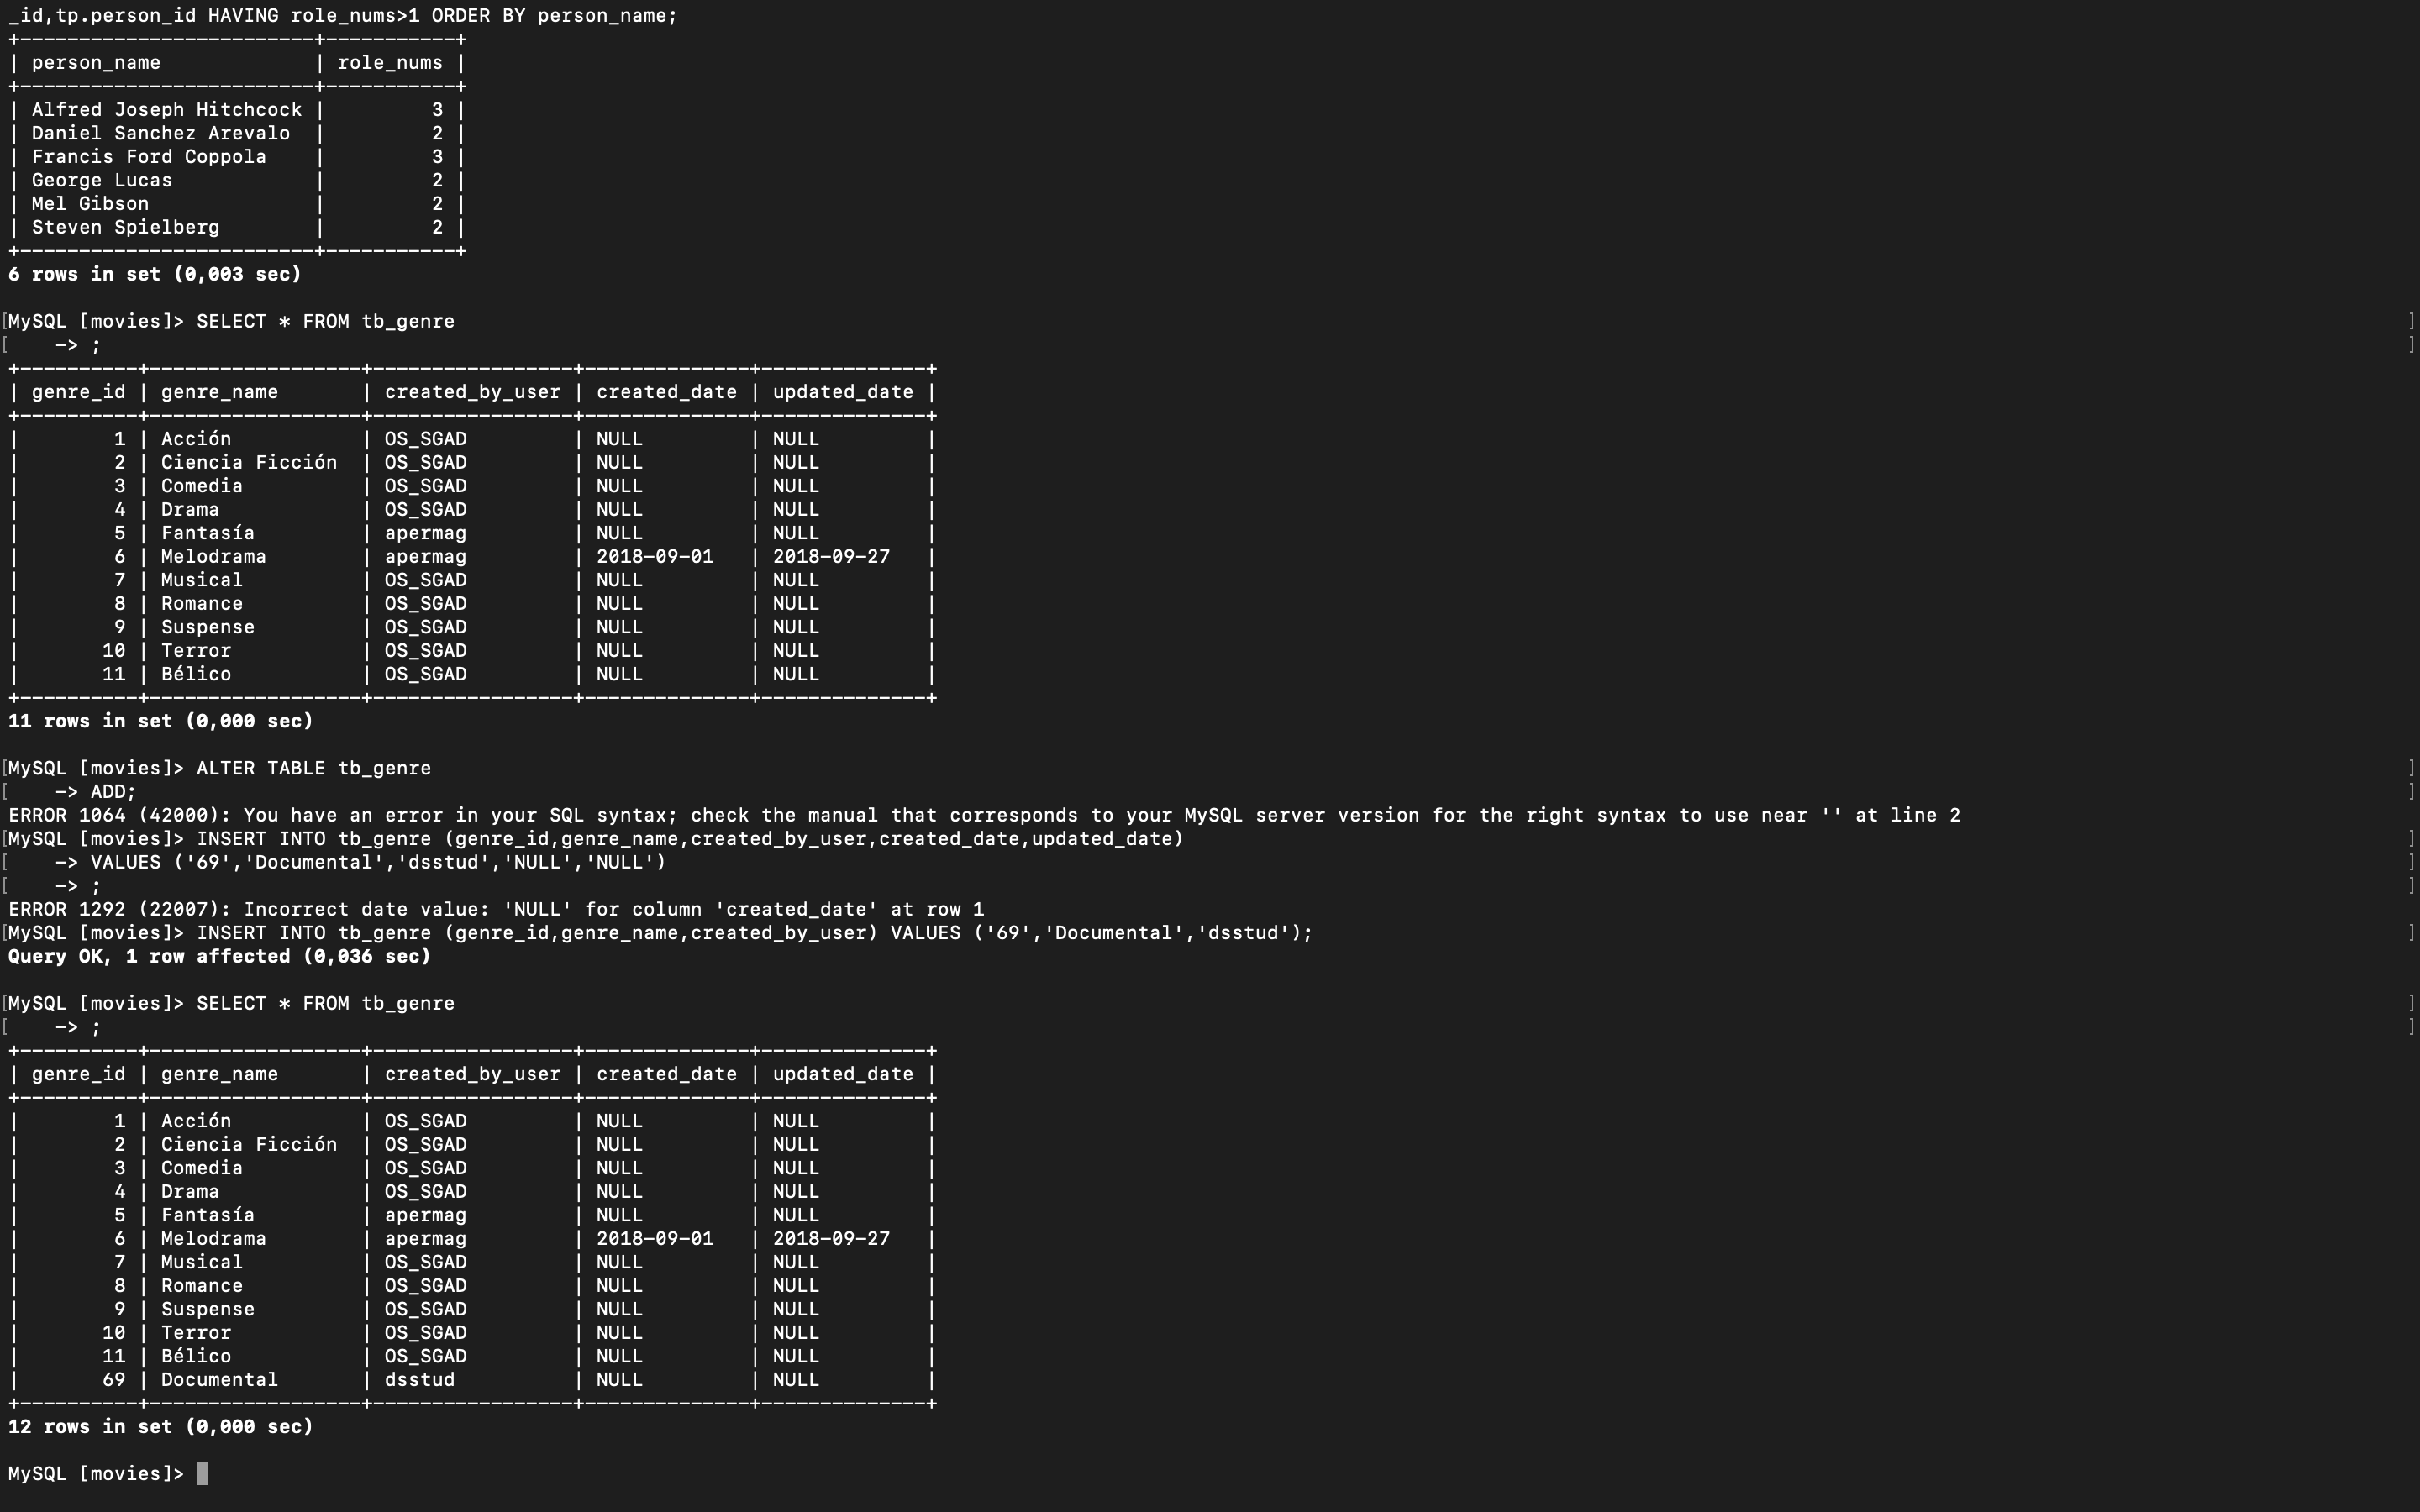 _id,tp.person_id HAVING role_nums>1 ORDER BY person_name;
+-------------------------+-----------+
| person_name             | role_nums |
+-------------------------+-----------+
| Alfred Joseph Hitchcock |         3 |
| Daniel Sanchez Arevalo  |         2 |
| Francis Ford Coppola    |         3 |
| George Lucas            |         2 |
| Mel Gibson              |         2 |
| Steven Spielberg        |         2 |
+-------------------------+-----------+
6 rows in set (0,003 sec)
[MySQL [movies]> SELECT * FROM tb_genre ]
[    -> ; ]
+----------+------------------+-----------------+--------------+--------------+
| genre_id | genre_name       | created_by_user | created_date | updated_date |
+----------+------------------+-----------------+--------------+--------------+
|        1 | Acción           | OS_SGAD         | NULL         | NULL         |
|        2 | Ciencia Ficción  | OS_SGAD         | NULL         | NULL         |
|        3 | Comedia          | OS_SGAD         | NULL         | NULL         |
|        4 | Drama            | OS_SGAD         | NULL         | NULL         |
|        5 | Fantasía         | apermag         | NULL         | NULL         |
|        6 | Melodrama        | apermag         | 2018-09-01   | 2018-09-27   |
|        7 | Musical          | OS_SGAD         | NULL         | NULL         |
|        8 | Romance          | OS_SGAD         | NULL         | NULL         |
|        9 | Suspense         | OS_SGAD         | NULL         | NULL         |
|       10 | Terror           | OS_SGAD         | NULL         | NULL         |
|       11 | Bélico           | OS_SGAD         | NULL         | NULL         |
+----------+------------------+-----------------+--------------+--------------+
11 rows in set (0,000 sec)
[MySQL [movies]> ALTER TABLE tb_genre ]
[    -> ADD; ]
ERROR 1064 (42000): You have an error in your SQL syntax; check the manual that corresponds to your MySQL server version for the right syntax to use near '' at line 2
[MySQL [movies]> INSERT INTO tb_genre (genre_id,genre_name,created_by_user,created_date,updated_date) ]
[    -> VALUES ('69','Documental','dsstud','NULL','NULL') ]
[    -> ; ]
ERROR 1292 (22007): Incorrect date value: 'NULL' for column 'created_date' at row 1
[MySQL [movies]> INSERT INTO tb_genre (genre_id,genre_name,created_by_user) VALUES ('69','Documental','dsstud'); ]
Query OK, 1 row affected (0,036 sec)
[MySQL [movies]> SELECT * FROM tb_genre ]
[    -> ; ]
+----------+------------------+-----------------+--------------+--------------+
| genre_id | genre_name       | created_by_user | created_date | updated_date |
+----------+------------------+-----------------+--------------+--------------+
|        1 | Acción           | OS_SGAD         | NULL         | NULL         |
|        2 | Ciencia Ficción  | OS_SGAD         | NULL         | NULL         |
|        3 | Comedia          | OS_SGAD         | NULL         | NULL         |
|        4 | Drama            | OS_SGAD         | NULL         | NULL         |
|        5 | Fantasía         | apermag         | NULL         | NULL         |
|        6 | Melodrama        | apermag         | 2018-09-01   | 2018-09-27   |
|        7 | Musical          | OS_SGAD         | NULL         | NULL         |
|        8 | Romance          | OS_SGAD         | NULL         | NULL         |
|        9 | Suspense         | OS_SGAD         | NULL         | NULL         |
|       10 | Terror           | OS_SGAD         | NULL         | NULL         |
|       11 | Bélico           | OS_SGAD         | NULL         | NULL         |
|       69 | Documental       | dsstud          | NULL         | NULL         |
+----------+------------------+-----------------+--------------+--------------+
12 rows in set (0,000 sec)
MySQL [movies]>